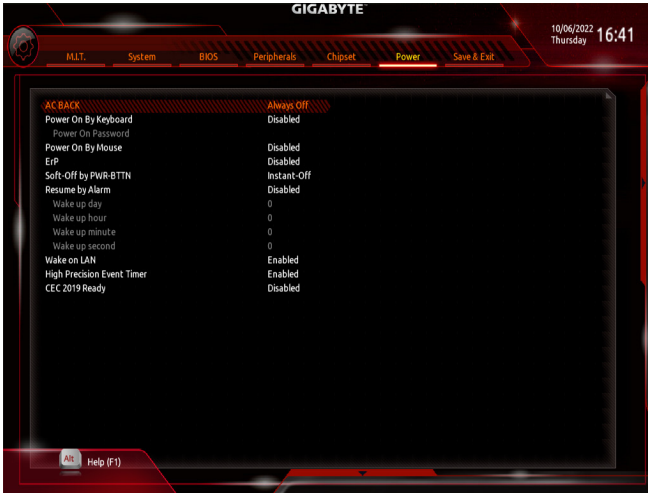 GIGABYTE™
10/06/2022 16:41
Thursday
M.I.T. System BIOS Peripherals Chipset Power Save & Exit
AC BACK Always Off
Power On By Keyboard Disabled
Power On Password
Power On By Mouse Disabled
ErP Disabled
Soft-Off by PWR-BTTN Instant-Off
Resume by Alarm Disabled
Wake up day 0
Wake up hour 0
Wake up minute 0
Wake up second 0
Wake on LAN Enabled
High Precision Event Timer Enabled
CEC 2019 Ready Disabled
Alt Help (F1)